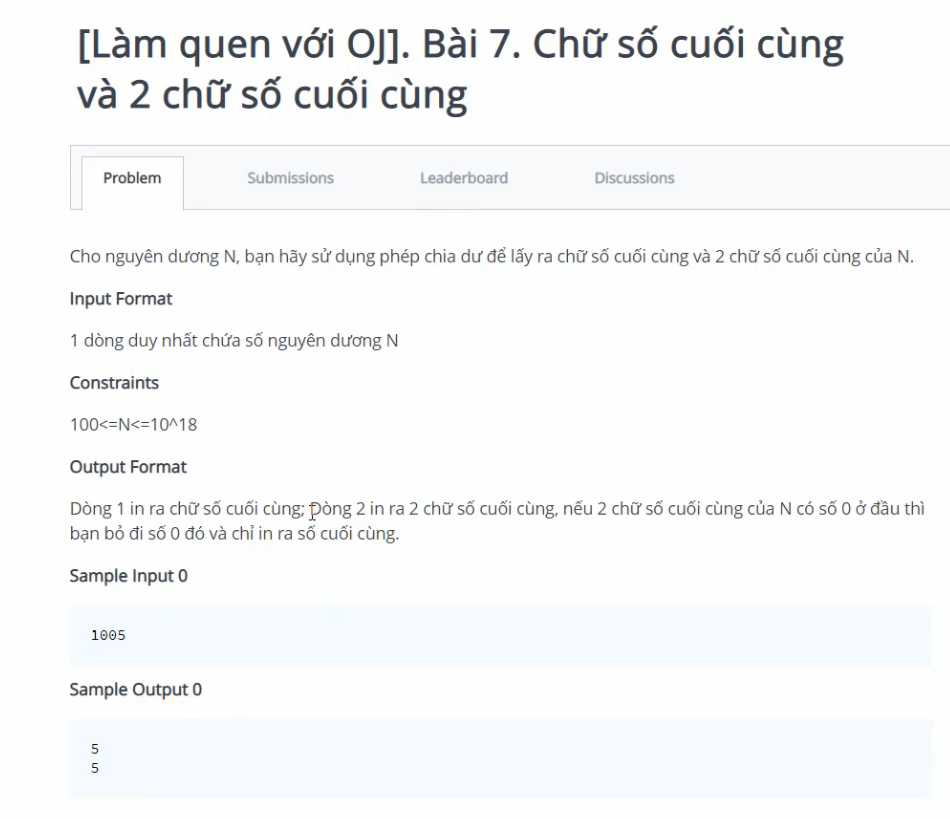 [Làm quen với OJ]. Bài 7. Chữ số cuối cùng
và 2 chữ số cuối cùng
Problem Submissions Leaderboard Discussions
Cho nguyên dương N, bạn hãy sử dụng phép chia dư để lấy ra chữ số cuối cùng và 2 chữ số cuối cùng của N.
Input Format
1 dòng duy nhất chứa số nguyên dương N
Constraints
100<=N<=10^18
Output Format
Dòng 1 in ra chữ số cuối cùng; Dòng 2 in ra 2 chữ số cuối cùng, nếu 2 chữ số cuối cùng của N có số 0 ở đầu thì
bạn bỏ đi số 0 đó và chỉ in ra số cuối cùng.
Sample Input 0
1005
Sample Output 0
5
5